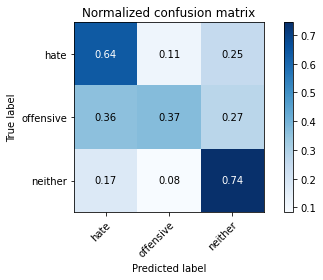 Normalized confusion matrix
True label
hate 0.64 0.11 0.25
offensive 0.36 0.37 0.27
neither 0.17 0.08 0.74
hate offensive neither
Predicted label
0.7
0.6
0.5
0.4
0.3
0.2
0.1